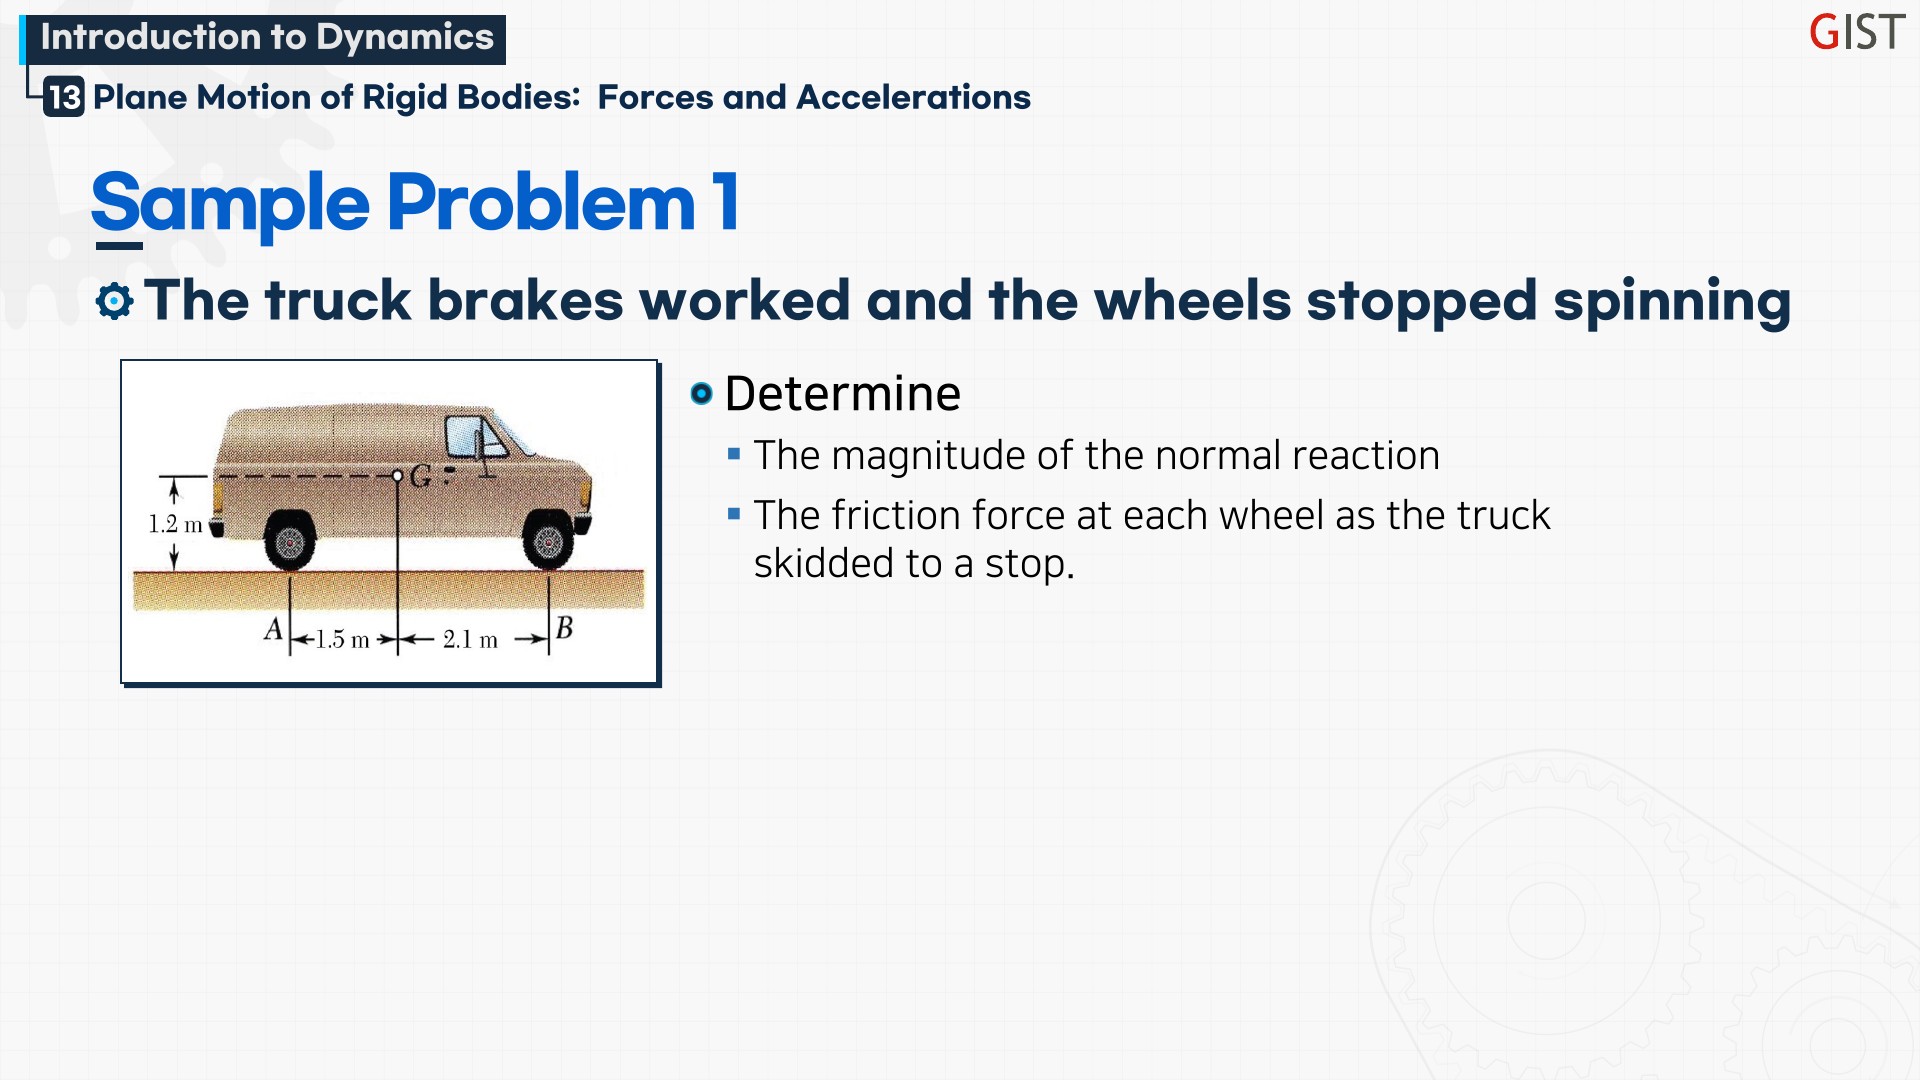 Introduction to Dynamics
GIST
13 Plane Motion of Rigid Bodies: Forces and Accelerations
Sample Problem 1
The truck brakes worked and the wheels stopped spinning
Determine
The magnitude of the normal reaction
The friction force at each wheel as the truck
skidded to a stop.
G
1.2 m
A 1.5 m 2.1 m B